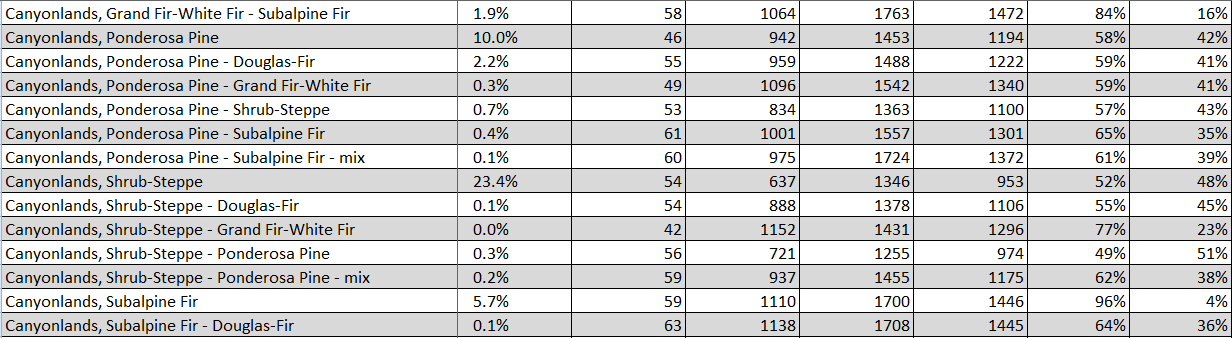 Canyonlands, Grand Fir-White Fir - Subalpine Fir 1.9% 58 1064 1763 1472 84% 16%
Canyonlands, Ponderosa Pine 10.0% 46 942 1453 1194 58% 42%
Canyonlands, Ponderosa Pine - Douglas-Fir 2.2% 55 959 1488 1222 59% 41%
Canyonlands, Ponderosa Pine - Grand Fir-White Fir 0.3% 49 1096 1542 1340 59% 41%
Canyonlands, Ponderosa Pine - Shrub-Steppe 0.7% 53 834 1363 1100 57% 43%
Canyonlands, Ponderosa Pine - Subalpine Fir 0.4% 61 1001 1557 1301 65% 35%
Canyonlands, Ponderosa Pine - Subalpine Fir - mix 0.1% 60 975 1724 1372 61% 39%
Canyonlands, Shrub-Steppe 23.4% 54 637 1346 953 52% 48%
Canyonlands, Shrub-Steppe - Douglas-Fir 0.1% 54 888 1378 1106 55% 45%
Canyonlands, Shrub-Steppe - Grand Fir-White Fir 0.0% 42 1152 1431 1296 77% 23%
Canyonlands, Shrub-Steppe - Ponderosa Pine 0.3% 56 721 1255 974 49% 51%
Canyonlands, Shrub-Steppe - Ponderosa Pine - mix 0.2% 59 937 1455 1175 62% 38%
Canyonlands, Subalpine Fir 5.7% 59 1110 1700 1446 96% 4%
Canyonlands, Subalpine Fir - Douglas-Fir 0.1% 63 1138 1708 1445 64% 36%